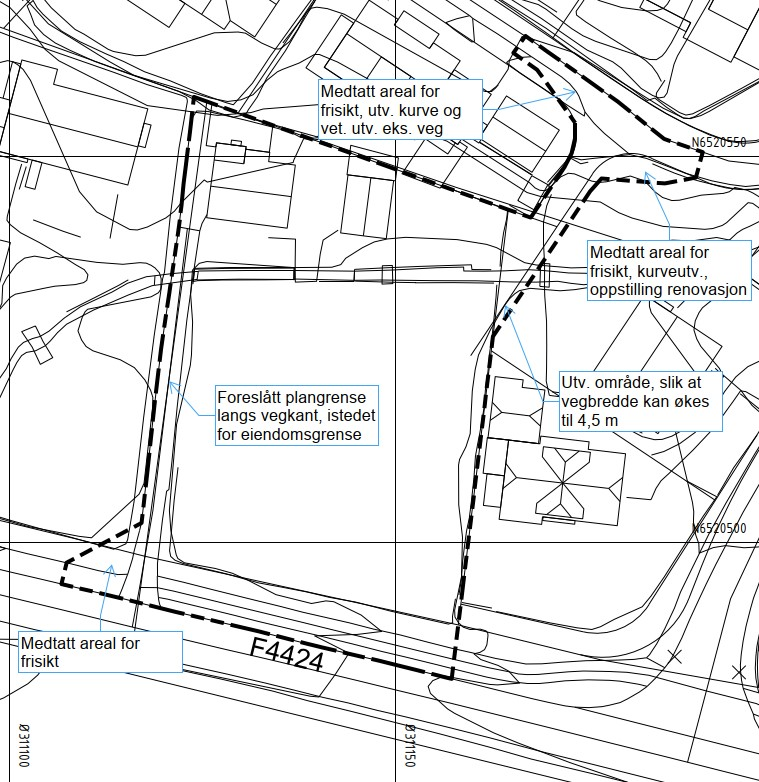 Medtatt areal for
frisikt, utv. kurve og
vet. utv. eks. veg
N6520550
Medtatt areal for
frisikt, kurveutv.,
oppstilling renovasjon
Utv. område, slik at
vegbredde kan økes
til 4,5 m
Foreslått plangrense
langs vegkant, istedet
for eiendomsgrense
N6520500
Medtatt areal for
frisikt
F4424
Ø311100
Ø311150